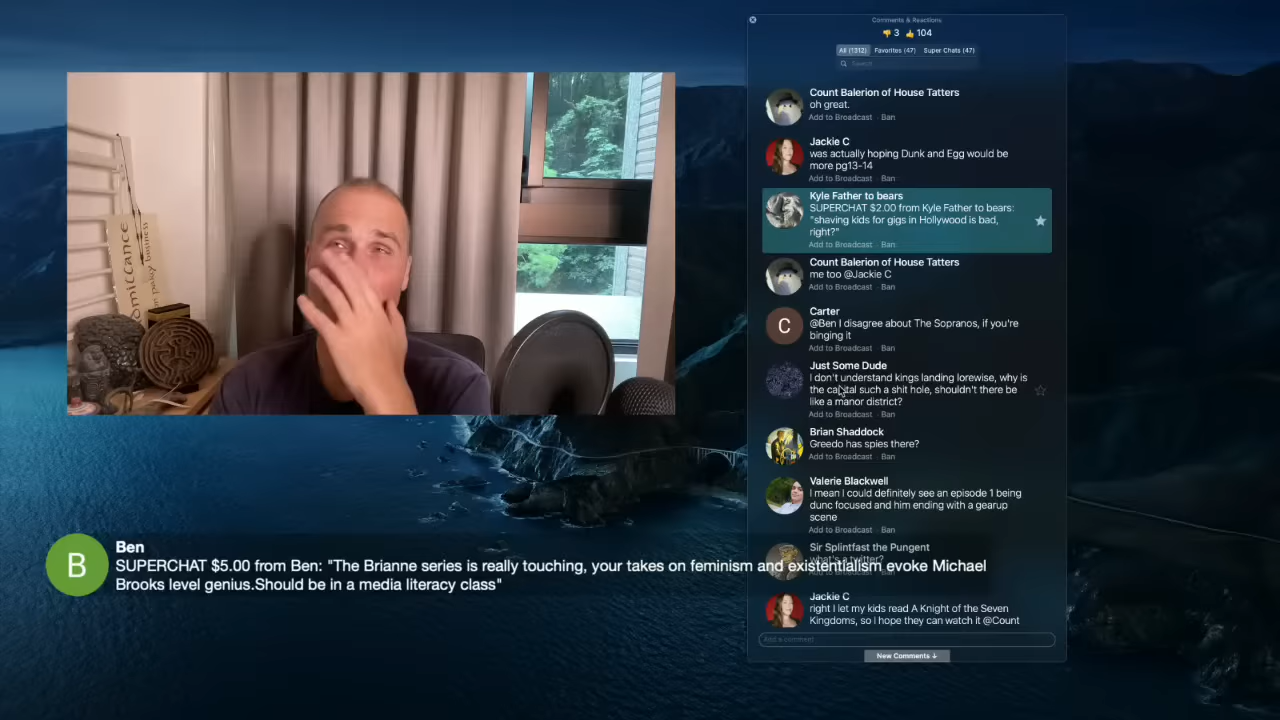 Comments & Reactions
👎 3 👍 104
All (1312) Favorites (47) Super Chats (47)
Search
Count Balerion of House Tatters
oh great.
Add to Broadcast · Ban
Jackie C
was actually hoping Dunk and Egg would be
more pg13-14
Add to Broadcast · Ban
Kyle Father to bears
SUPERCHAT $2.00 from Kyle Father to bears:
"shaving kids for gigs in Hollywood is bad,
right?"
Add to Broadcast · Ban
Count Balerion of House Tatters
me too @Jackie C
Add to Broadcast · Ban
C
Carter
@Ben I disagree about The Sopranos, if you're
binging it
Add to Broadcast · Ban
Just Some Dude
I don't understand kings landing lorewise, why is
the capital such a shit hole, shouldn't there be
like a manor district?
Add to Broadcast · Ban
Brian Shaddock
Greedo has spies there?
Add to Broadcast · Ban
Valerie Blackwell
I mean I could definitely see an episode 1 being
dunc focused and him ending with a gearup
scene
Add to Broadcast · Ban
Sir Splintfast the Pungent
what's a twitter?
Add to Broadcast · Ban
Jackie C
right I let my kids read A Knight of the Seven
Kingdoms, so I hope they can watch it @Count
Add a comment
New Comments ↓
B
Ben
SUPERCHAT $5.00 from Ben: "The Brianne series is really touching, your takes on feminism and existentialism evoke Michael
Brooks level genius.Should be in a media literacy class"
omiccance
policy business